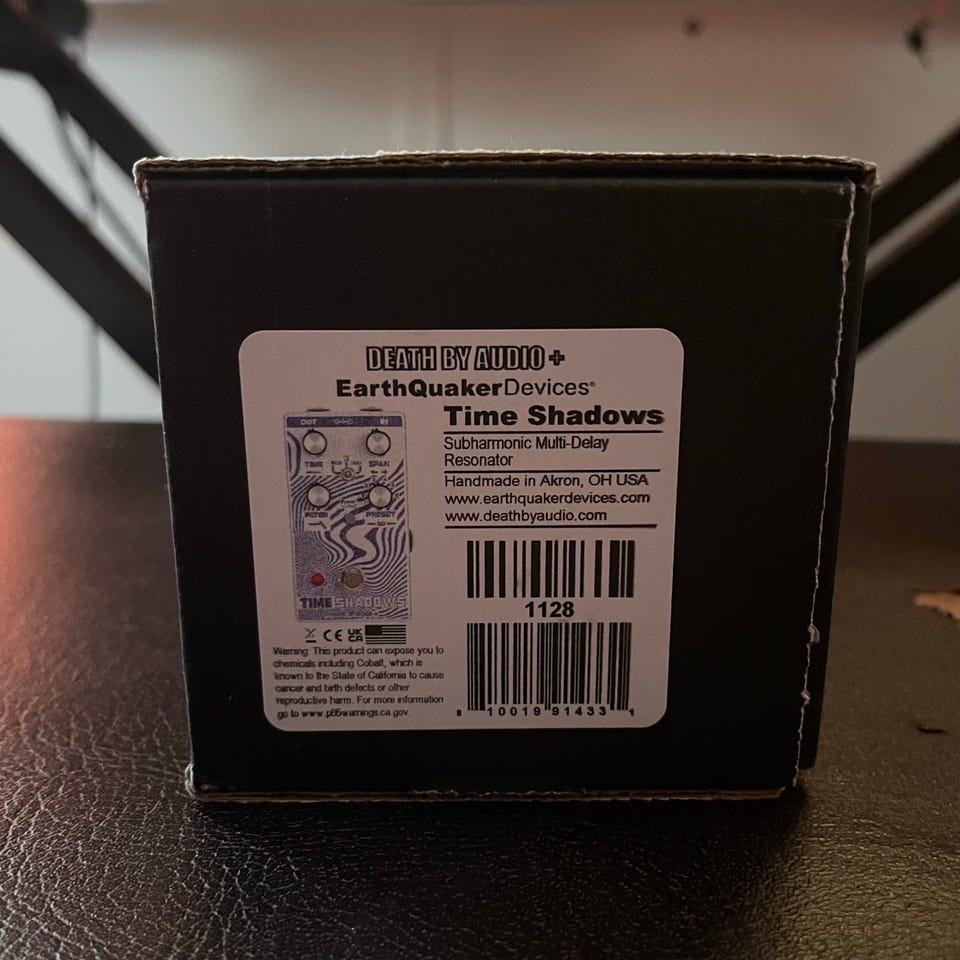 DEATH BY AUDIO +
EarthQuakerDevices®
Time Shadows
Subharmonic Multi-Delay
Resonator
Handmade in Akron, OH USA
www.earthquakerdevices.com
www.deathbyaudio.com
OUT IN
TIME SPAN
FILTER PRESET
TIME SHADOWS
CE UK
CA
Warning: This product can expose you to
chemicals including Cobalt, which is
known to the State of California to cause
cancer and birth defects or other
reproductive harm. For more information
go to www.p65warnings.ca.gov.
1128
8 10019 91433 1